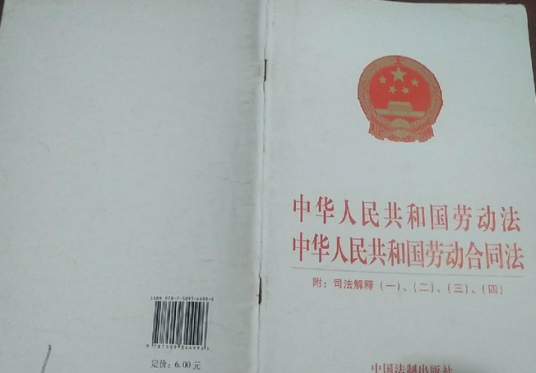 中华人民共和国劳动法
中华人民共和国劳动合同法
附：司法解释（一）、（二）、（三）、（四）
中国法制出版社
定价：6.00元